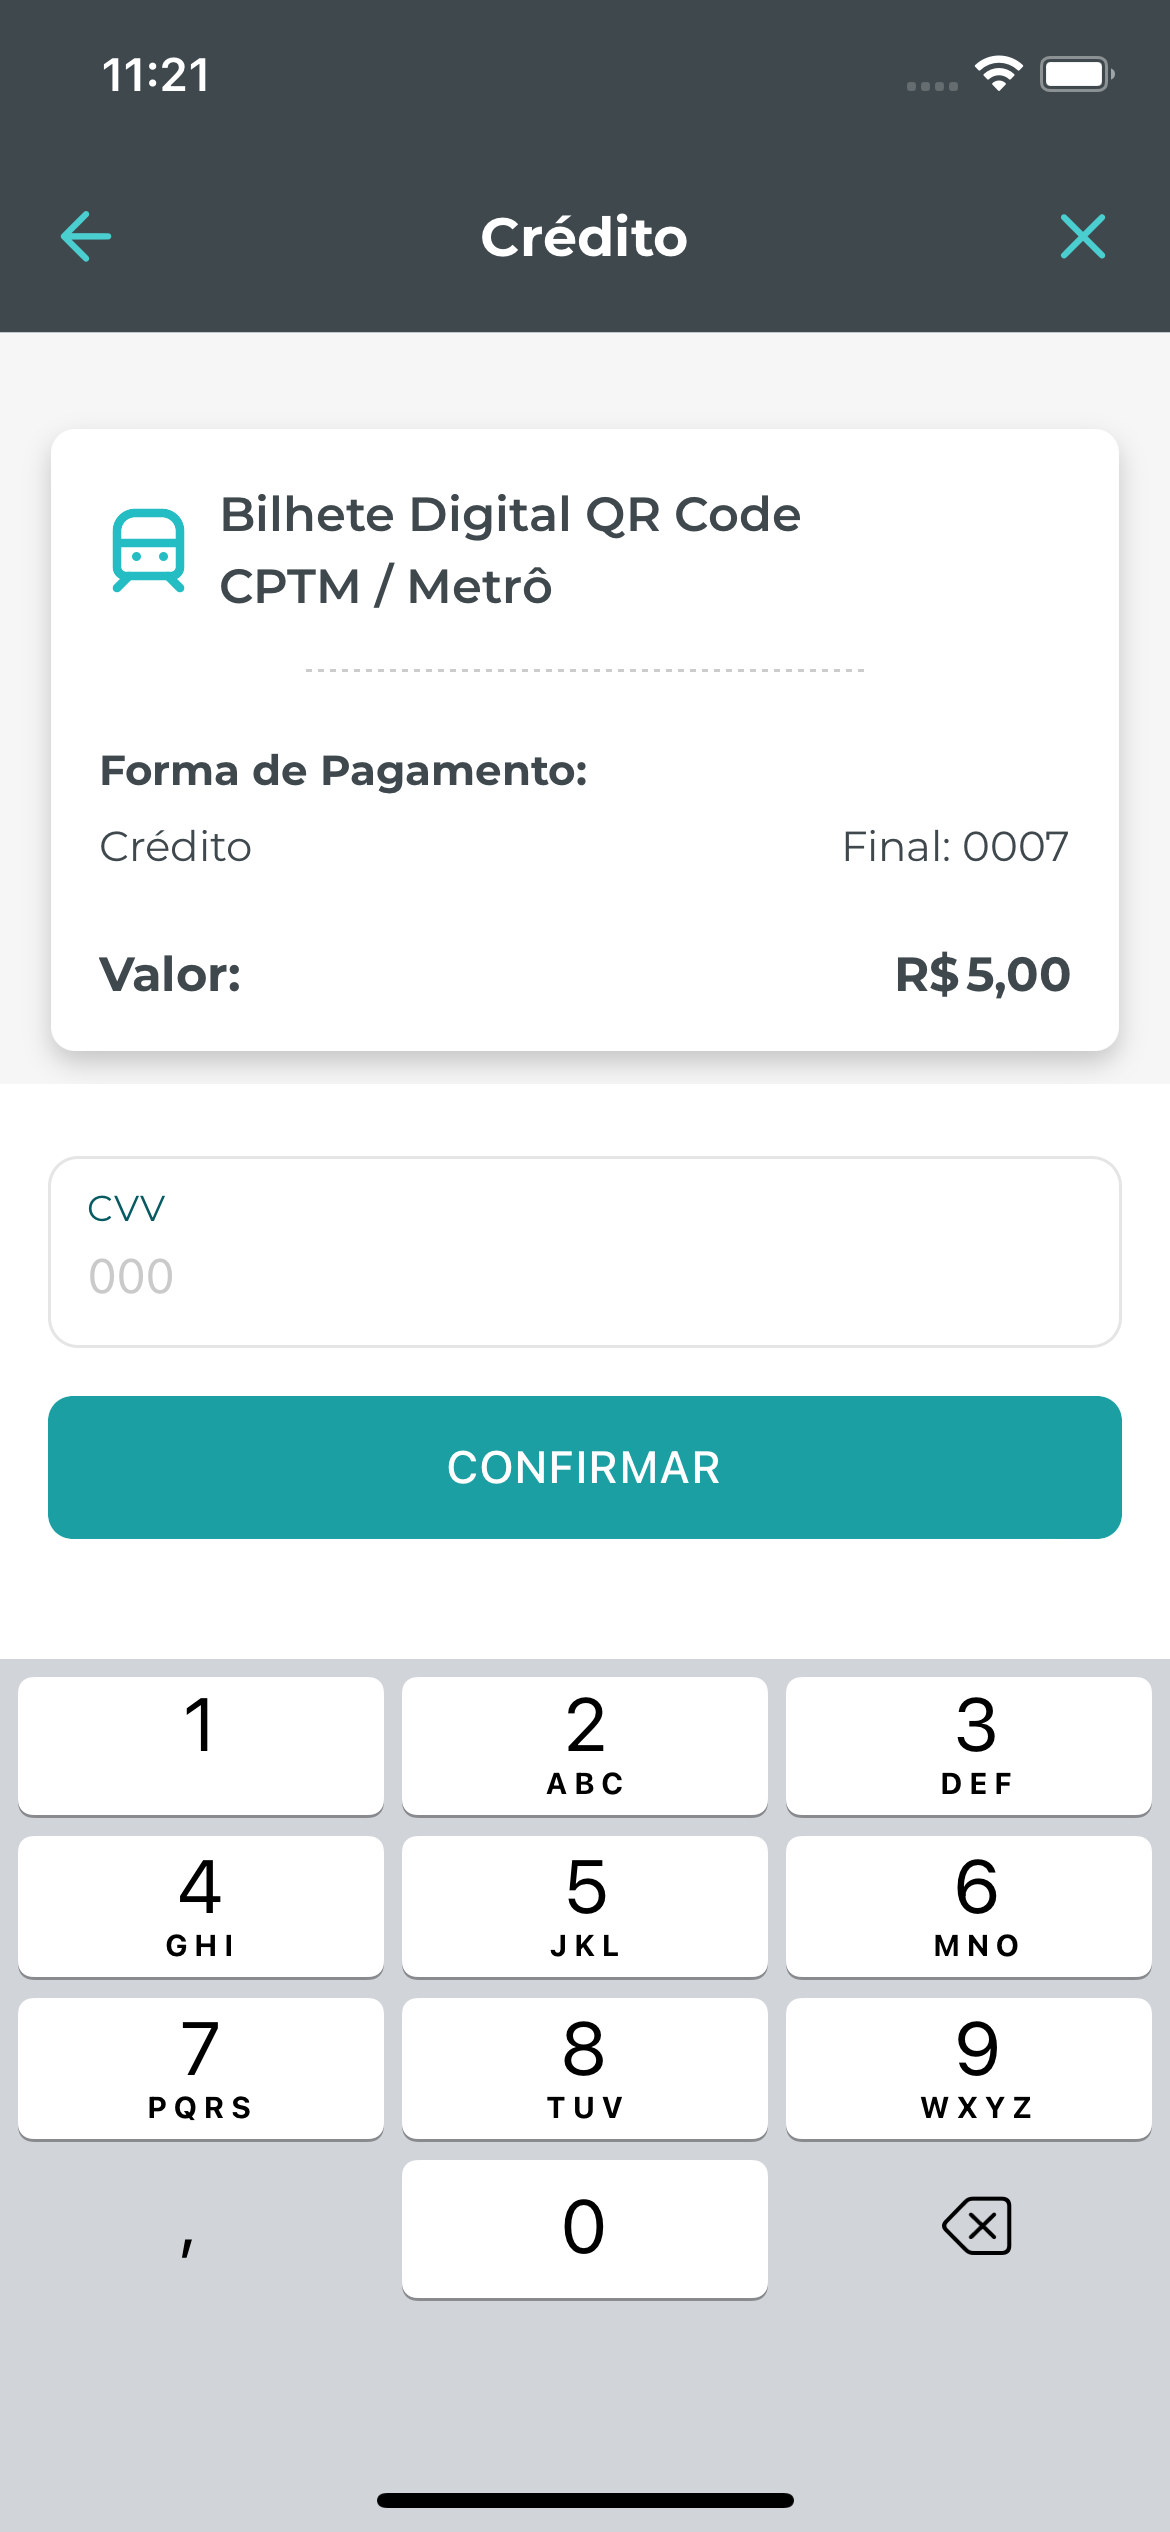 11:21
Crédito
Bilhete Digital QR Code
CPTM / Metrô
Forma de Pagamento:
Crédito Final: 0007
Valor: R$ 5,00
CVV
000
CONFIRMAR
1 2 3
ABC DEF
4 5 6
GHI JKL MNO
7 8 9
PQRS TUV WXYZ
, 0